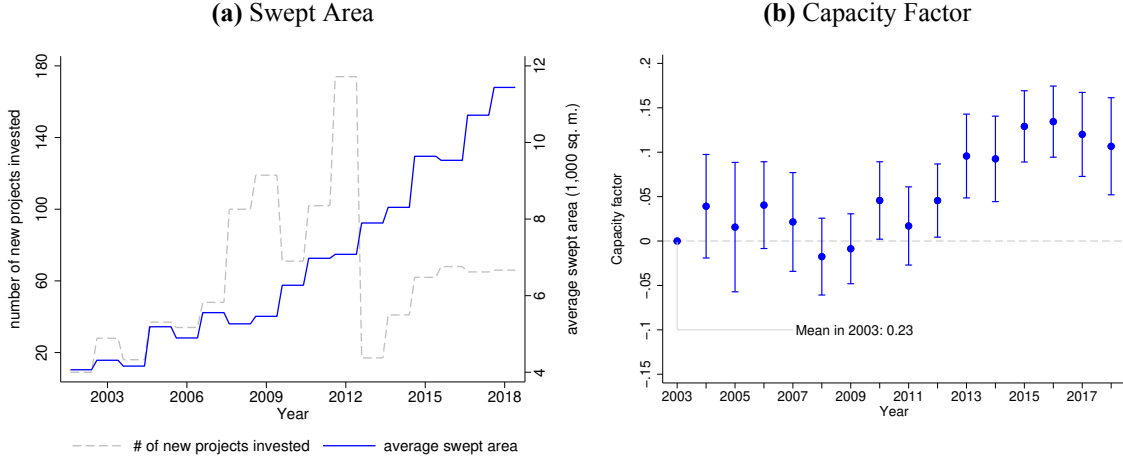 (a) Swept Area
number of new projects invested
180
140
100
60
20
average swept area (1,000 sq. m.)
12
10
8
6
4
2003 2006 2009 2012 2015 2018
Year
# of new projects invested average swept area
(b) Capacity Factor
Capacity factor
.2
.15
.1
.05
0
-.05
-.1
-.15
Mean in 2003: 0.23
2003 2005 2007 2009 2011 2013 2015 2017
Year